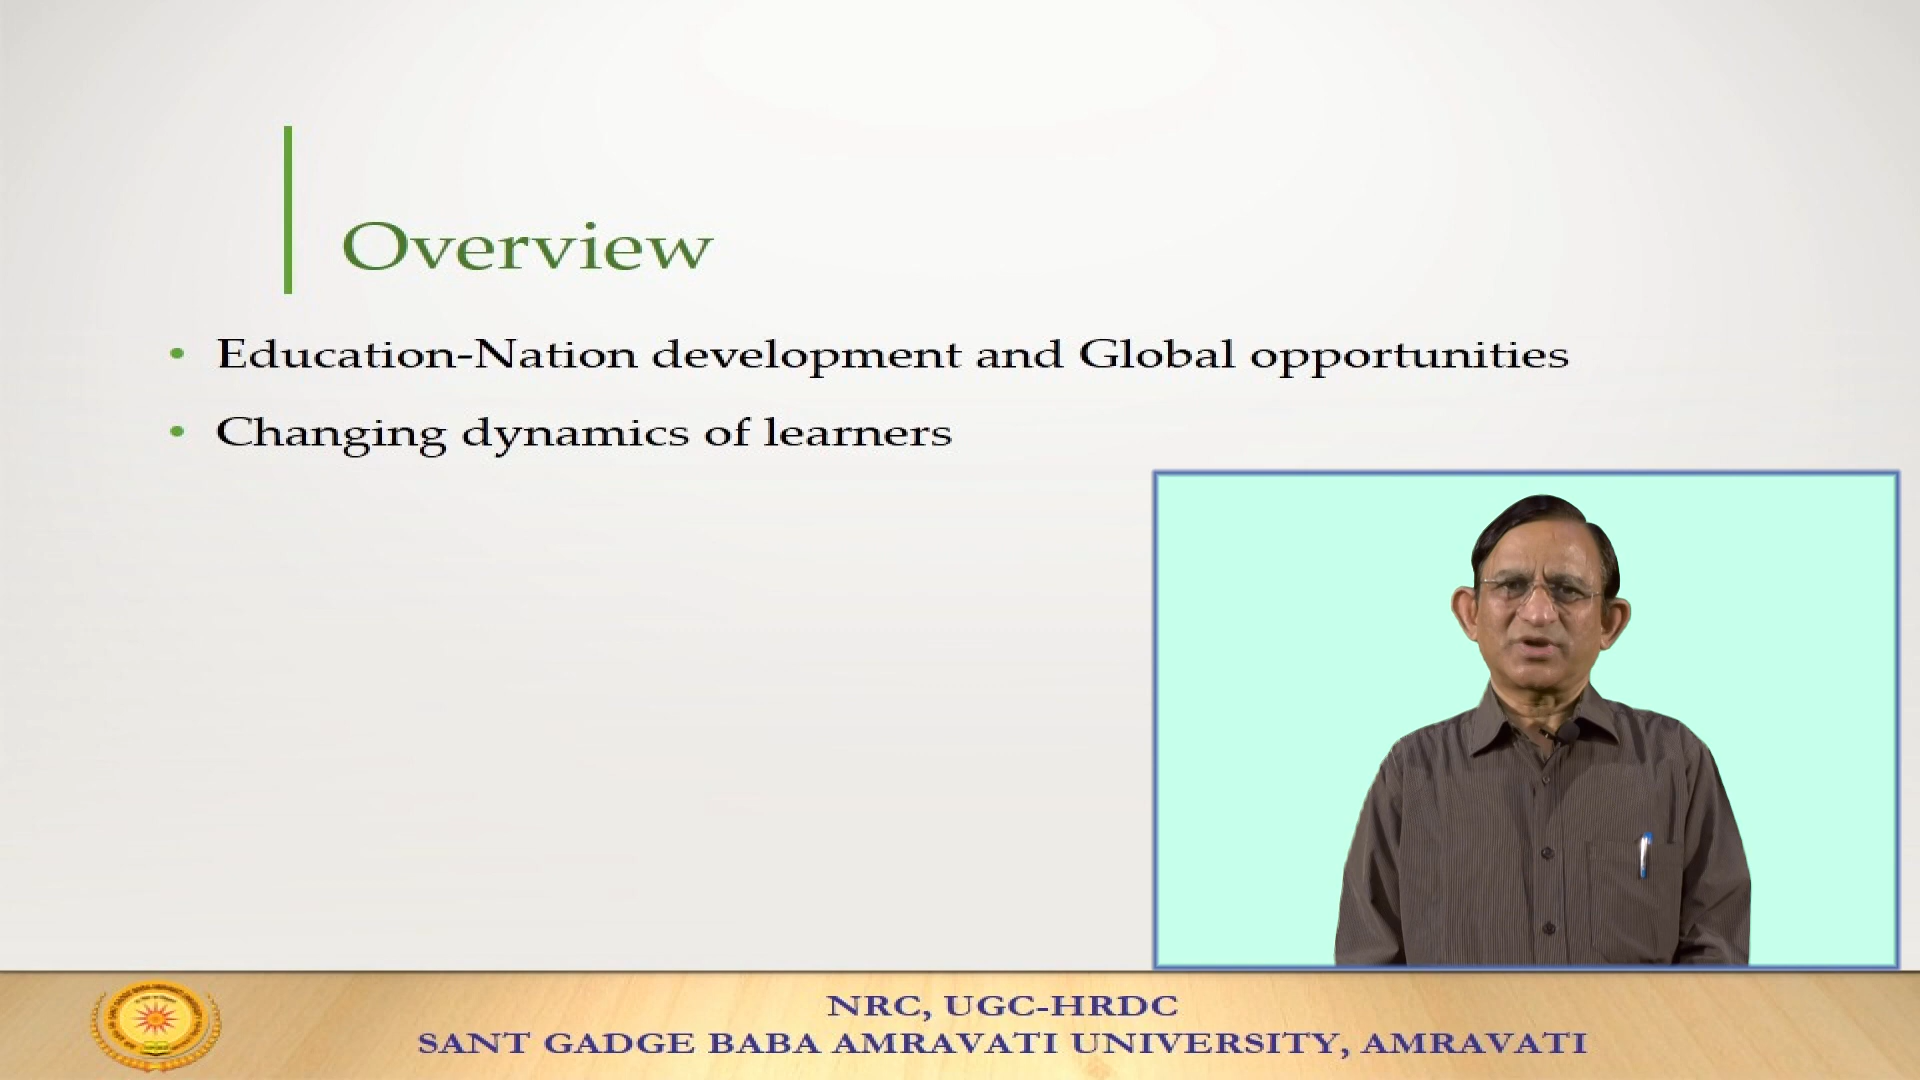 Overview
• Education-Nation development and Global opportunities
• Changing dynamics of learners
NRC, UGC-HRDC
SANT GADGE BABA AMRAVATI UNIVERSITY, AMRAVATI